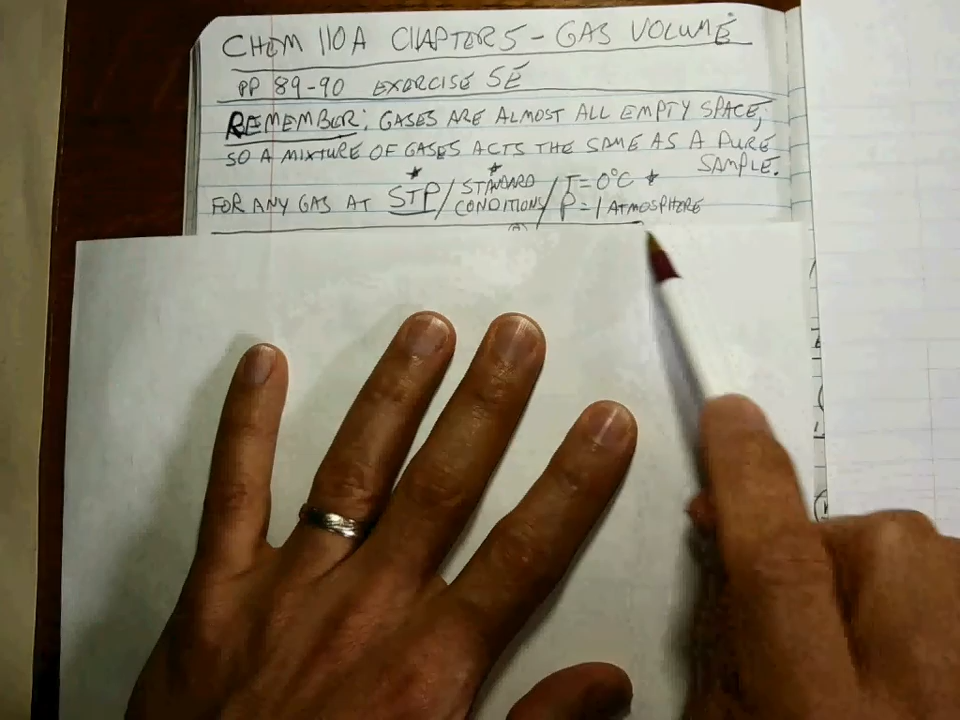 CHEM 110A CHAPTER 5 - GAS VOLUME
PP 89-90 EXERCISE 5E
REMEMBER: GASES ARE ALMOST ALL EMPTY SPACE,
SO A MIXTURE OF GASES ACTS THE SAME AS A PURE
SAMPLE.
FOR ANY GAS AT STP / STANDARD CONDITIONS / T = 0°C
P = 1 ATMOSPHERE